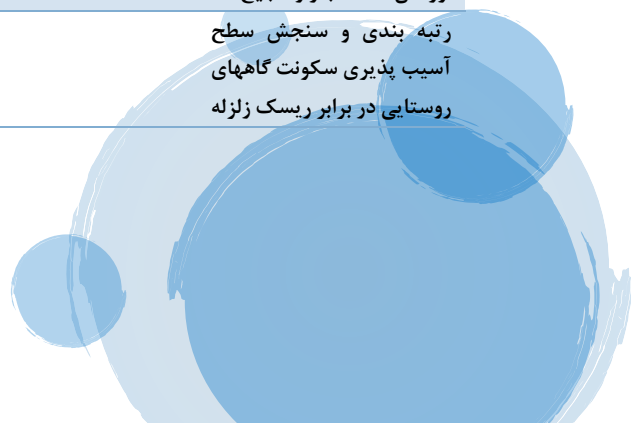 رتبه بندی و سنجش سطح
آسیب پذیری سکونت گاههای
روستایی در برابر ریسک زلزله